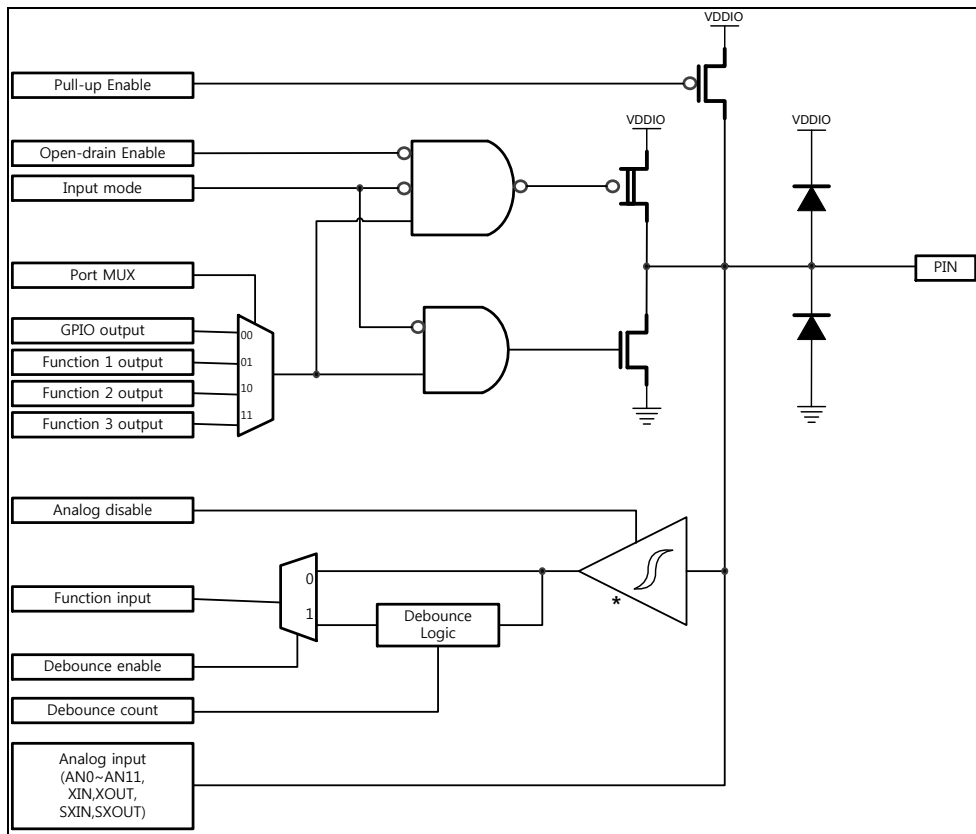 VDDIO
Pull-up Enable
VDDIO
VDDIO
Open-drain Enable
Input mode
Port MUX
PIN
GPIO output
00
Function 1 output
01
Function 2 output
10
Function 3 output
11
Analog disable
Function input
0
1
*
Debounce
Logic
Debounce enable
Debounce count
Analog input
(AN0~AN11,
XIN,XOUT,
SXIN,SXOUT)